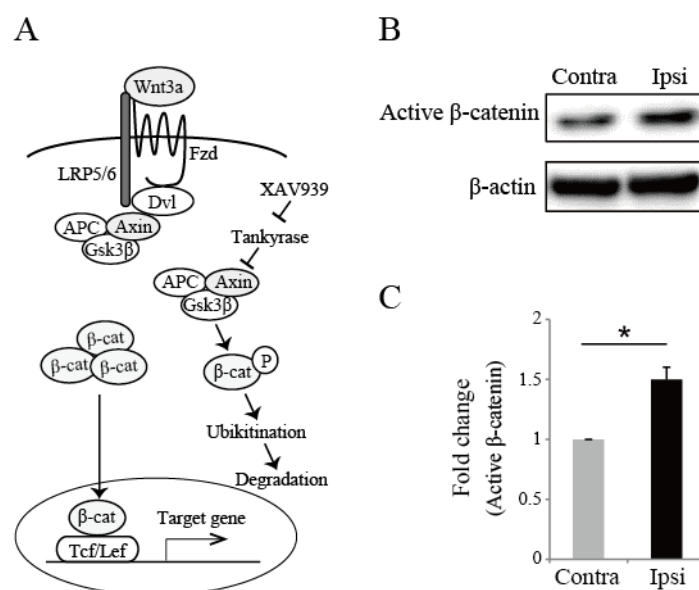 A
Wnt3a
LRP5/6
Fzd
Dvl
APC
Axin
Gsk3β
XAV939
Tankyrase
APC
Axin
Gsk3β
β-cat
β-cat
β-cat
β-cat
P
Ubikitination
Degradation
β-cat
Tcf/Lef
Target gene
B
Contra
Ipsi
Active β-catenin
β-actin
C
Fold change
(Active β-catenin)
2
1.5
1
0.5
0
*
Contra
Ipsi